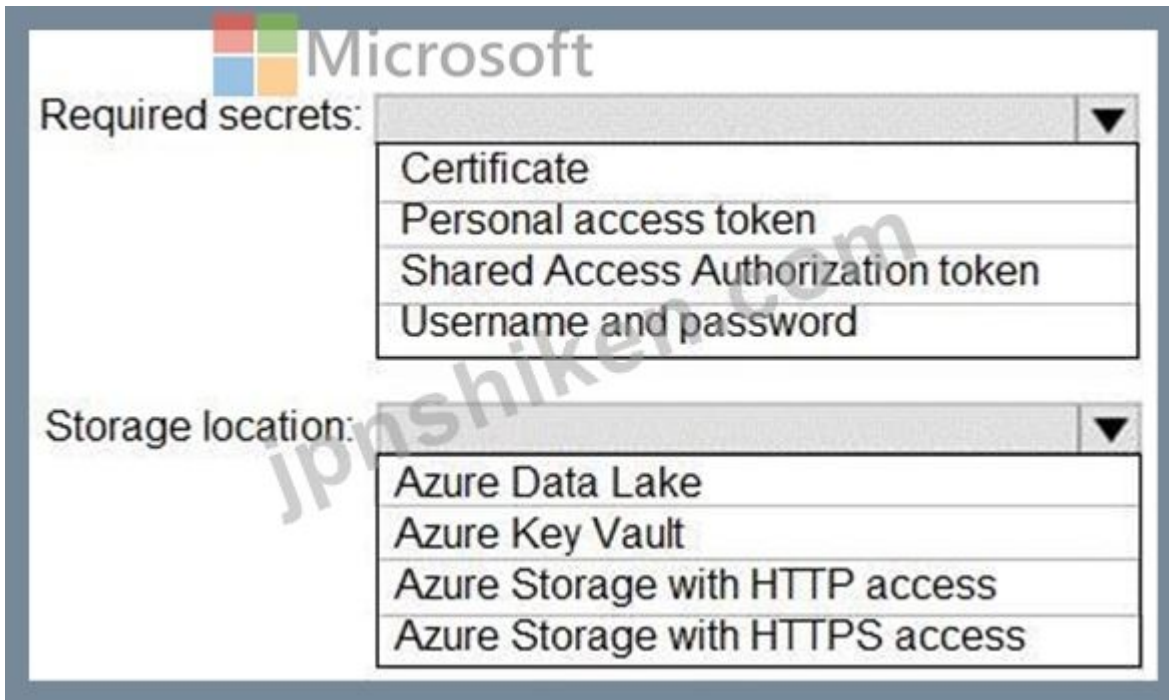 Microsoft
Required secrets:
Certificate
Personal access token
Shared Access Authorization token
Username and password
Storage location:
Azure Data Lake
Azure Key Vault
Azure Storage with HTTP access
Azure Storage with HTTPS access
jpnshiken.com